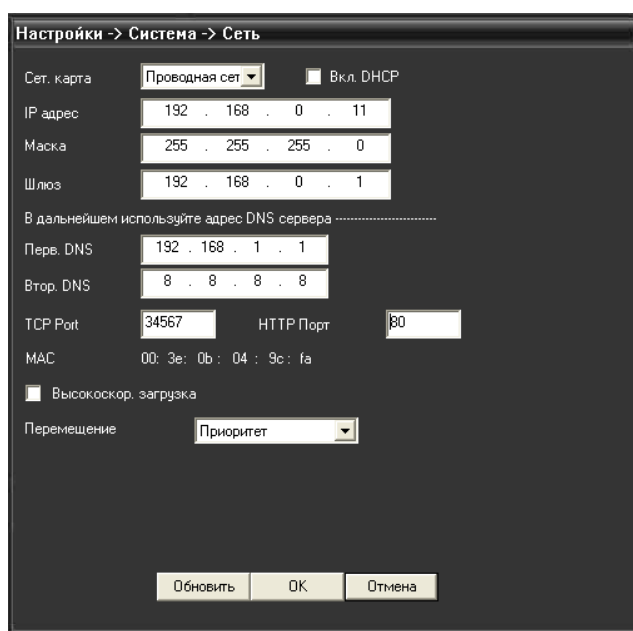 Настройки -> Система -> Сеть
Сет. карта Проводная сет Вкл. DHCP
IP адрес 192 . 168 . 0 . 11
Маска 255 . 255 . 255 . 0
Шлюз 192 . 168 . 0 . 1
В дальнейшем используйте адрес DNS сервера --------------------------
Перв. DNS 192 . 168 . 1 . 1
Втор. DNS 8 . 8 . 8 . 8
TCP Port 34567 HTTP Порт 80
MAC 00: 3e: 0b : 04 : 9c : fa
Высокоскор. загрузка
Перемещение Приоритет
Обновить OK Отмена